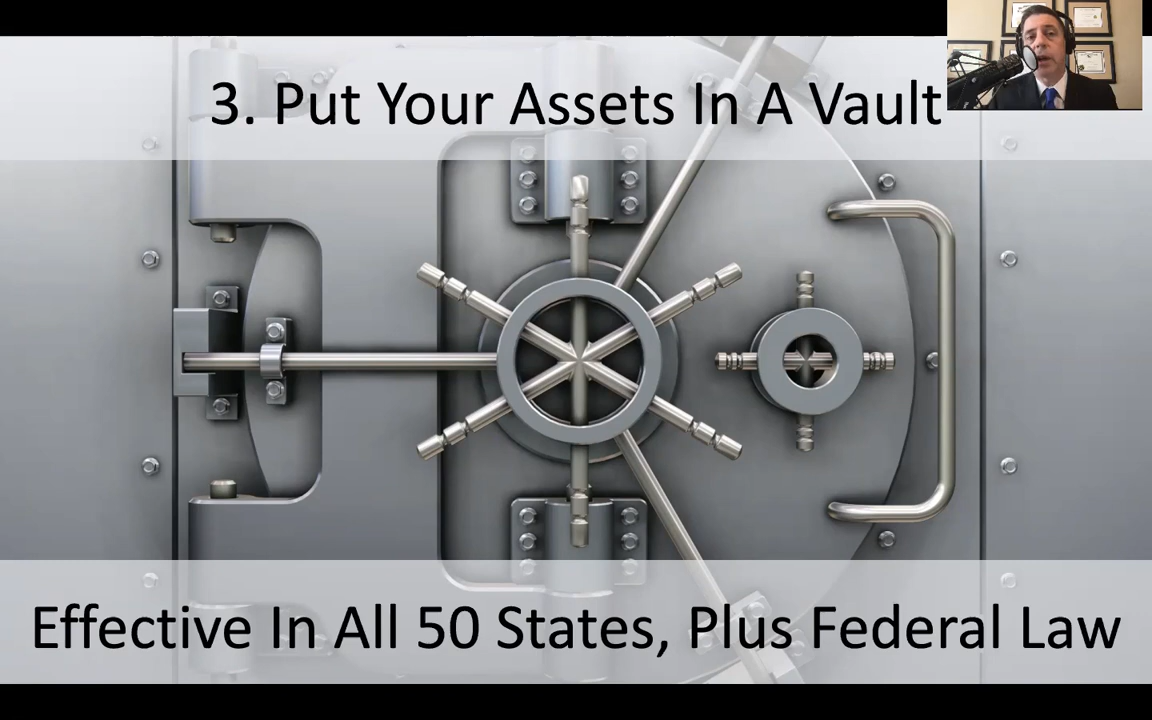 3. Put Your Assets In A Vault
Effective In All 50 States, Plus Federal Law